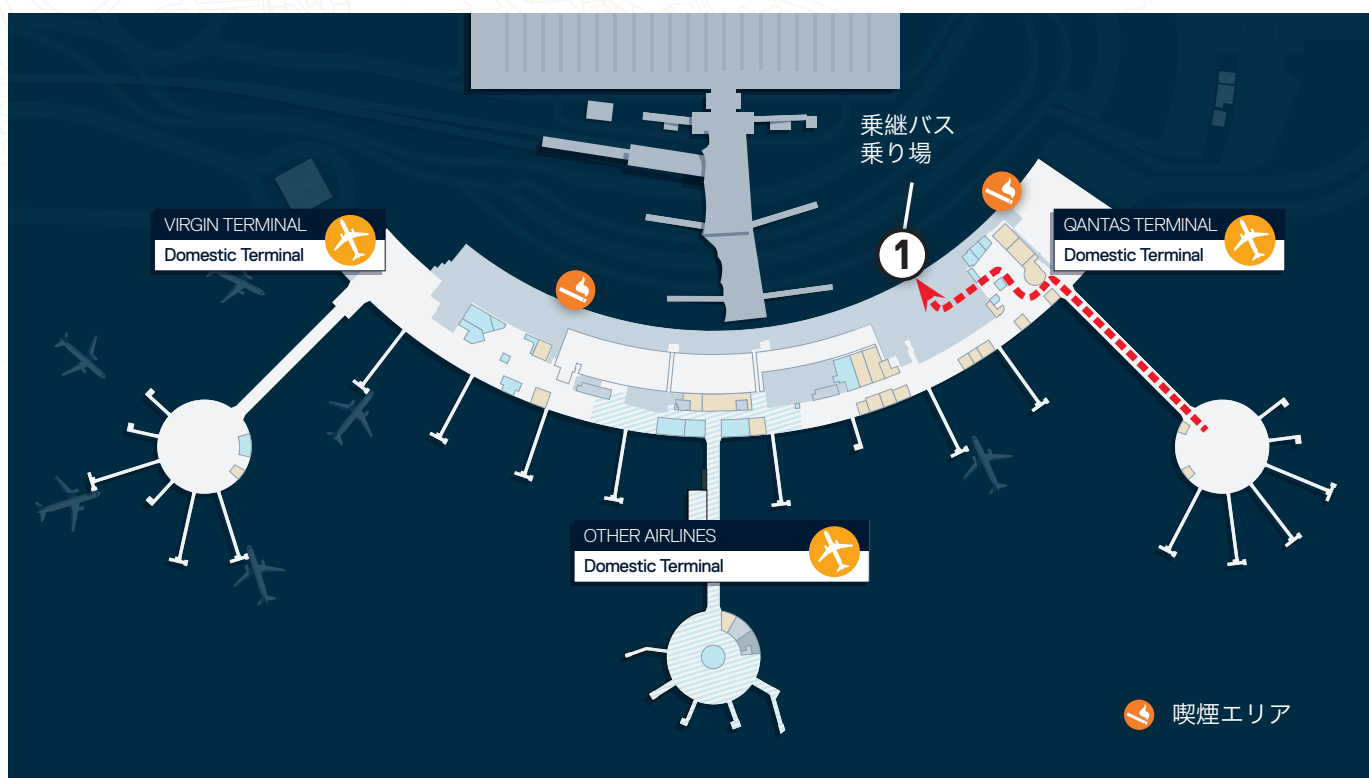 乗継バス
乗り場
1
VIRGIN TERMINAL
Domestic Terminal
QANTAS TERMINAL
Domestic Terminal
OTHER AIRLINES
Domestic Terminal
喫煙エリア